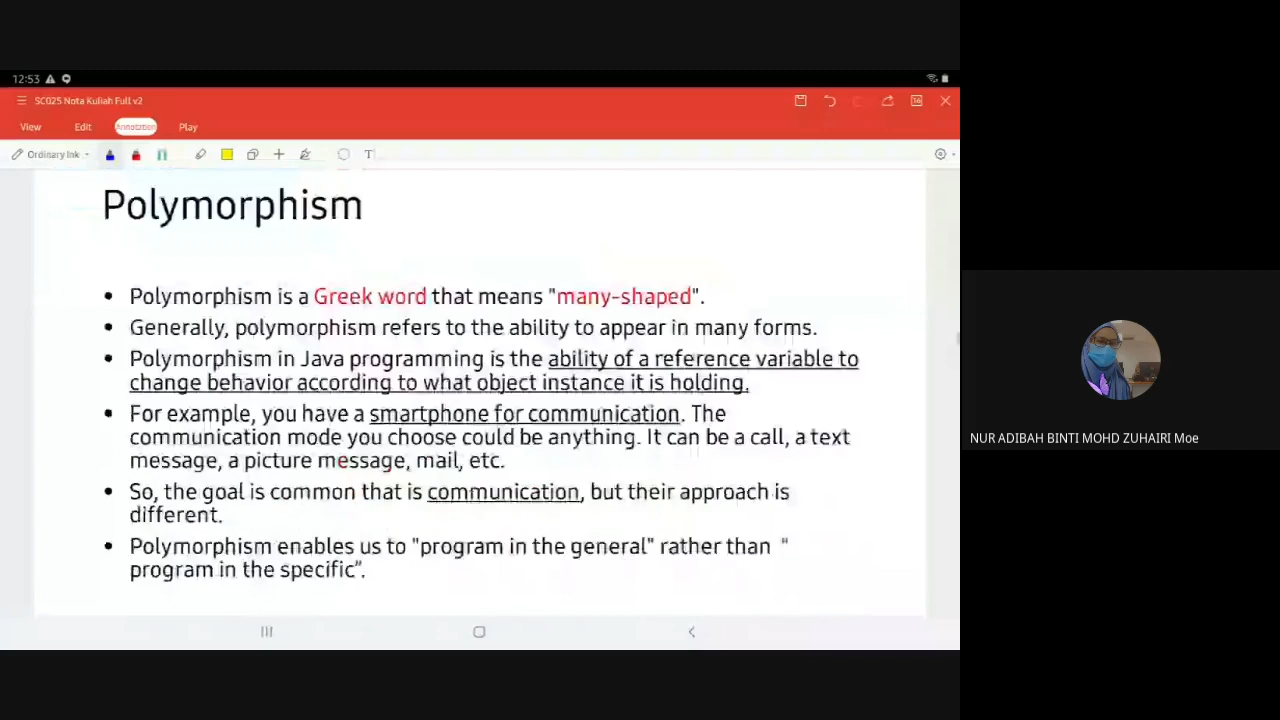 12:53
SC025 Nota Kuliah Full v2
16
View Edit Annotation Play
Ordinary Ink T
Polymorphism
• Polymorphism is a Greek word that means "many-shaped".
• Generally, polymorphism refers to the ability to appear in many forms.
• Polymorphism in Java programming is the ability of a reference variable to
change behavior according to what object instance it is holding.
• For example, you have a smartphone for communication. The
communication mode you choose could be anything. It can be a call, a text
message, a picture message, mail, etc.
• So, the goal is common that is communication, but their approach is
different.
• Polymorphism enables us to "program in the general" rather than "
program in the specific”.
NUR ADIBAH BINTI MOHD ZUHAIRI Moe